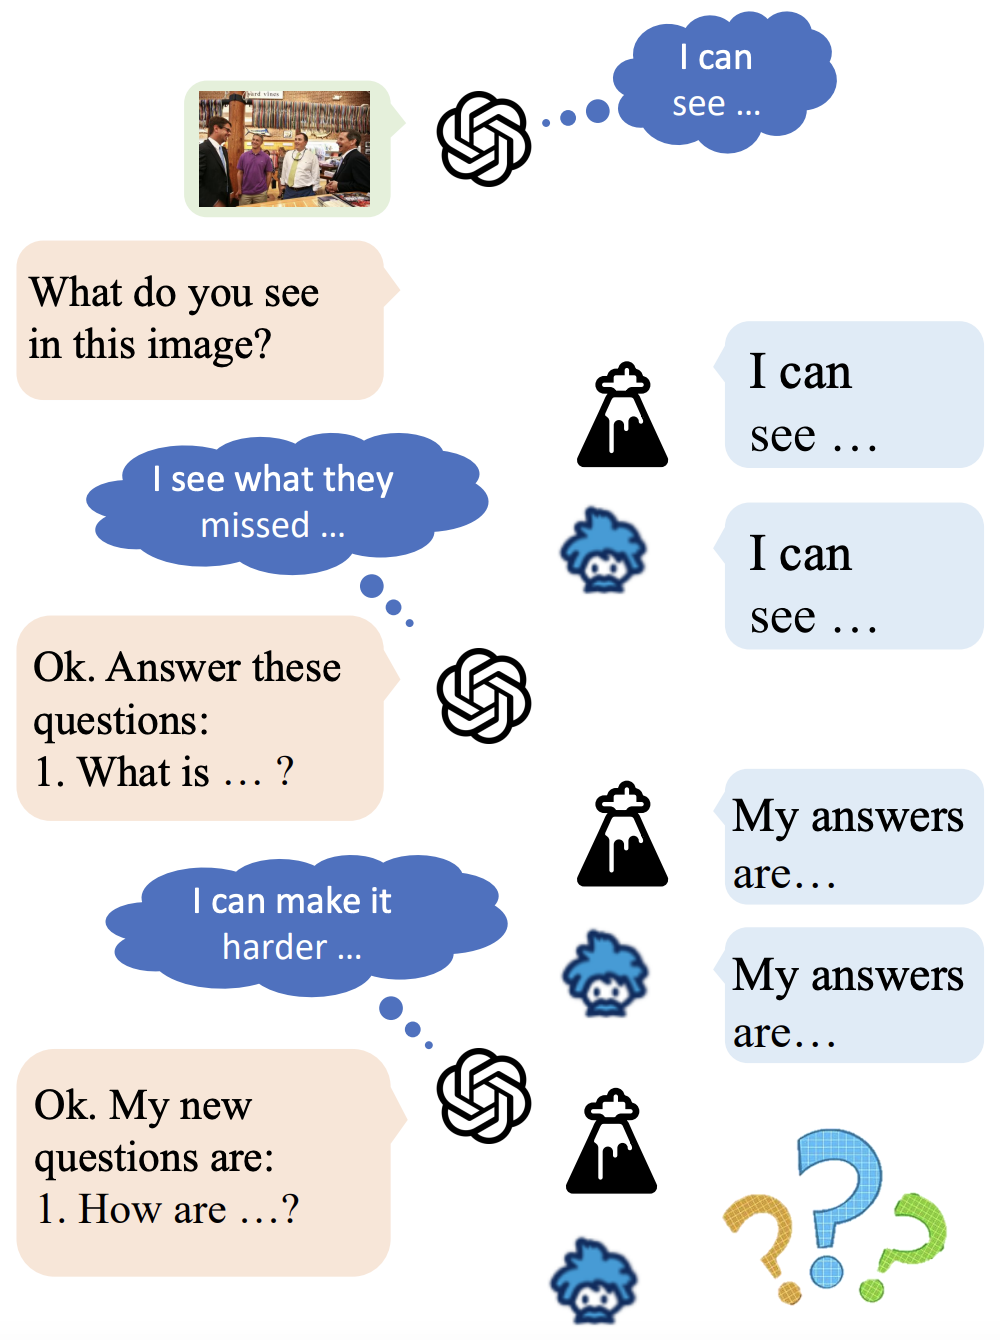 I can
see ...
What do you see
in this image?
I can
see …
I see what they
missed ...
I can
see …
Ok. Answer these
questions:
1. What is … ?
My answers
are…
I can make it
harder ...
My answers
are…
Ok. My new
questions are:
1. How are …?